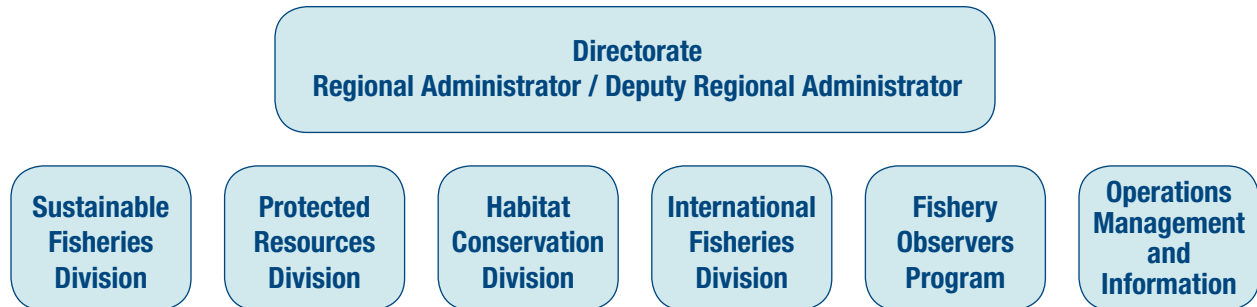 Directorate
Regional Administrator / Deputy Regional Administrator
Sustainable
Fisheries
Division
Protected
Resources
Division
Habitat
Conservation
Division
International
Fisheries
Division
Fishery
Observers
Program
Operations
Management
and
Information